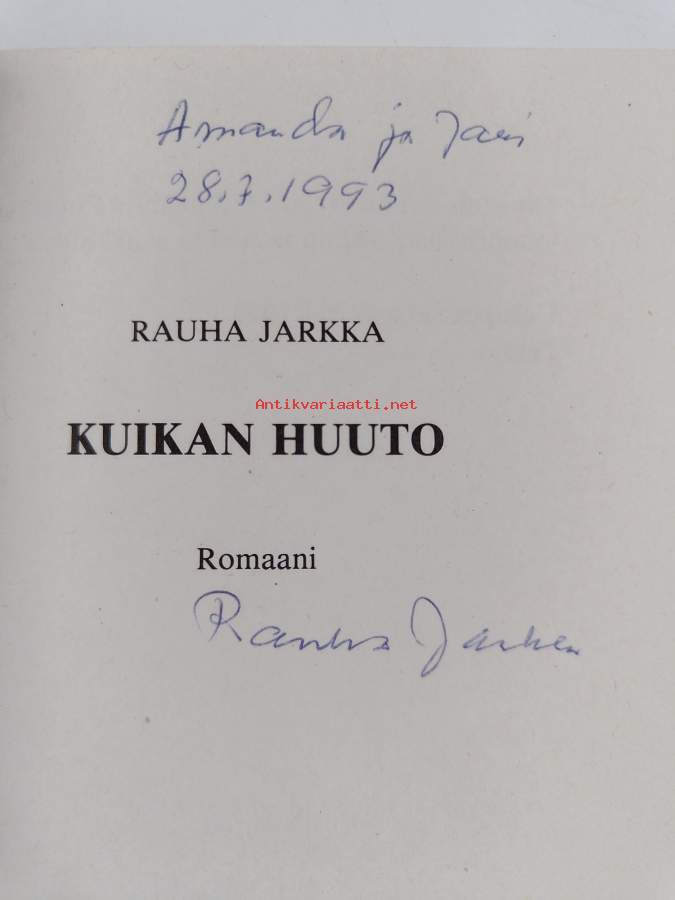 Amanda ja Jari
28.7.1993
RAUHA JARKKA
Antikvariaatti.net
KUIKAN HUUTO
Romaani
Rauha Jarkka